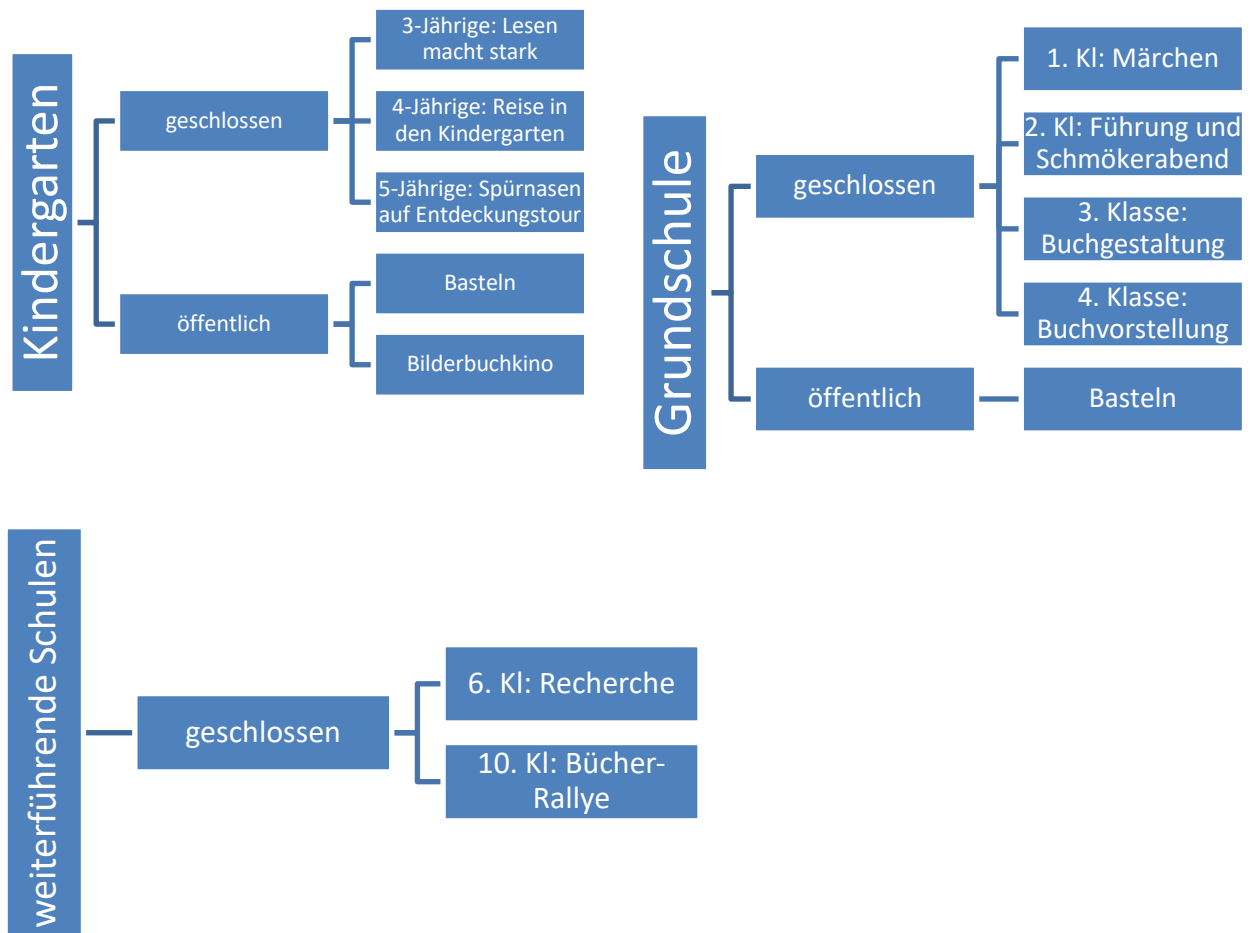 Kindergarten
geschlossen
3-Jährige: Lesen
macht stark
4-Jährige: Reise in
den Kindergarten
5-Jährige: Spürnasen
auf Entdeckungstour
öffentlich
Basteln
Bilderbuchkino
Grundschule
geschlossen
1. Kl: Märchen
2. Kl: Führung und
Schmökerabend
3. Klasse:
Buchgestaltung
4. Klasse:
Buchvorstellung
öffentlich
Basteln
weiterführende Schulen
geschlossen
6. Kl: Recherche
10. Kl: Bücher-
Rallye